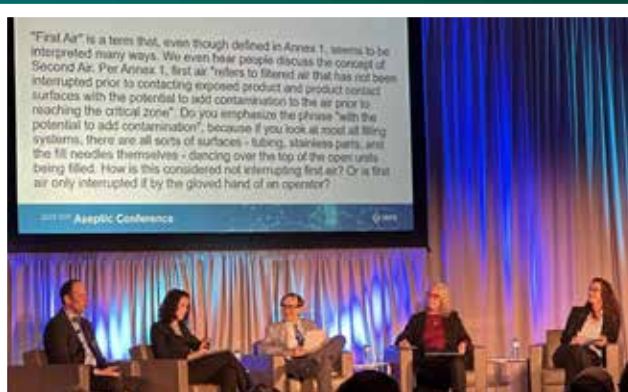 "First Air" is a term that, even though defined in Annex 1, seems to be
interpreted many ways. We even hear people discuss the concept of
Second Air. Per Annex 1, first air "refers to filtered air that has not been
interrupted prior to contacting exposed product and product contact
surfaces with the potential to add contamination to the air prior to
reaching the critical zone". Do you emphasize the phrase "with the
potential to add contamination", because if you look at most all filling
systems, there are all sorts of surfaces - tubing, stainless parts, and
the fill needles themselves - dancing over the top of the open units
being filled. How is this considered not interrupting first air? Or is first
air only interrupted if by the gloved hand of an operator?
Aseptic Conference